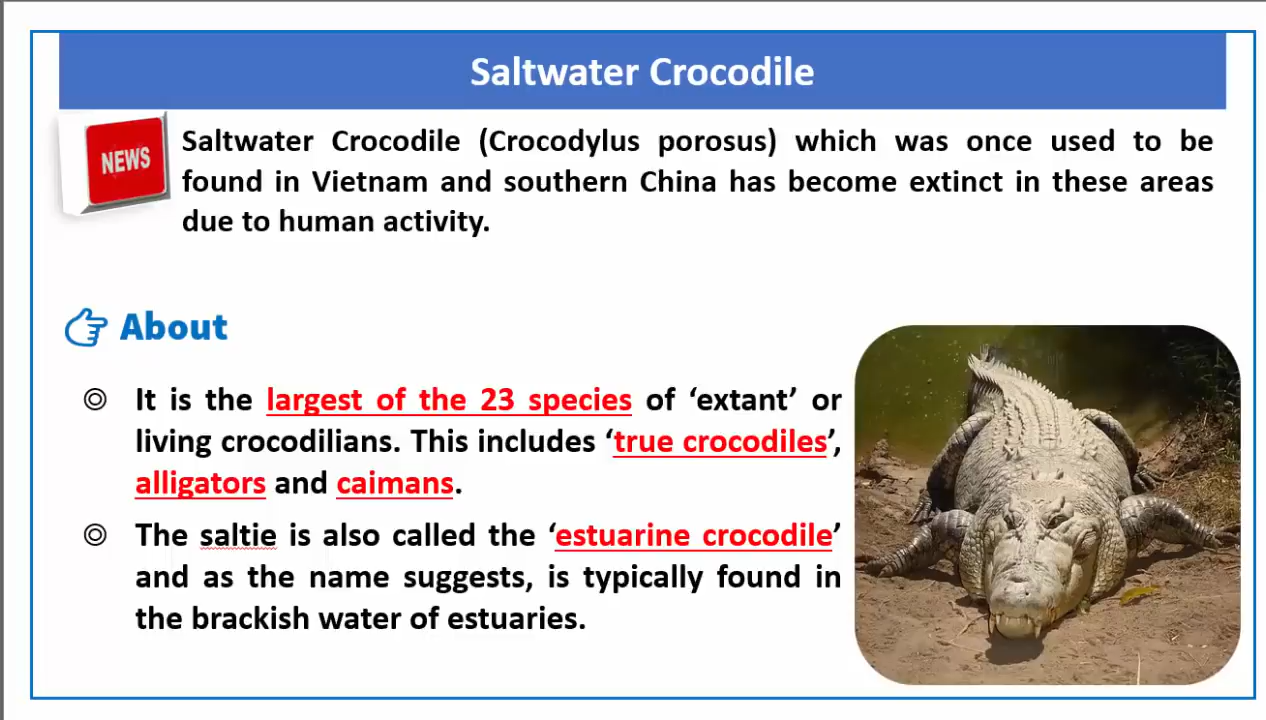 Saltwater Crocodile
NEWS
Saltwater Crocodile (Crocodylus porosus) which was once used to be
found in Vietnam and southern China has become extinct in these areas
due to human activity.
About
It is the largest of the 23 species of ‘extant’ or
living crocodilians. This includes ‘true crocodiles’,
alligators and caimans.
The saltie is also called the ‘estuarine crocodile’
and as the name suggests, is typically found in
the brackish water of estuaries.